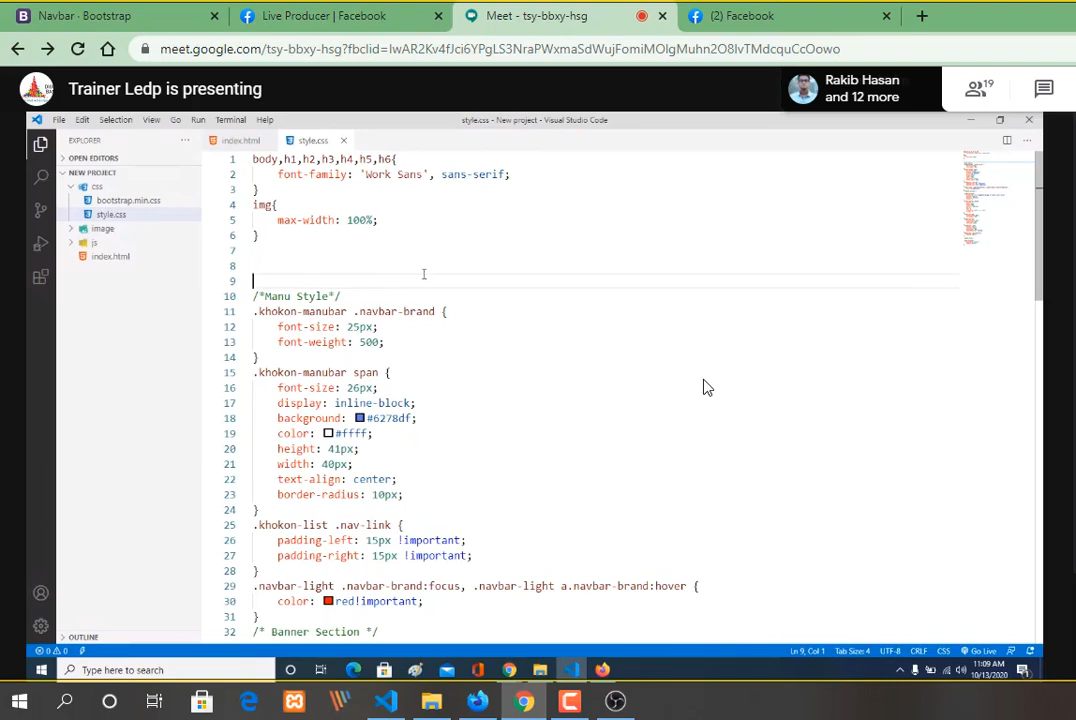 Navbar · Bootstrap
Live Producer | Facebook
Meet - tsy-bbxy-hsg
(2) Facebook
meet.google.com/tsy-bbxy-hsg?fbclid=IwAR2Kv4fJci6YPgLS3NraPWxmaSdWujFomiMOlgMuhn2O8IvTMdcquCcOowo
Trainer Ledp is presenting
Rakib Hasan
and 12 more
19
File Edit Selection View Go Run Terminal Help
style.css - New project - Visual Studio Code
EXPLORER
index.html
style.css
OPEN EDITORS
NEW PROJECT
css
bootstrap.min.css
style.css
image
js
index.html
OUTLINE
1 body,h1,h2,h3,h4,h5,h6{
2 font-family: 'Work Sans', sans-serif;
3 }
4 img{
5 max-width: 100%;
6 }
7
8
9
10 /*Manu Style*/
11 .khokon-manubar .navbar-brand {
12 font-size: 25px;
13 font-weight: 500;
14 }
15 .khokon-manubar span {
16 font-size: 26px;
17 display: inline-block;
18 background: #6278df;
19 color: #ffff;
20 height: 41px;
21 width: 40px;
22 text-align: center;
23 border-radius: 10px;
24 }
25 .khokon-list .nav-link {
26 padding-left: 15px !important;
27 padding-right: 15px !important;
28 }
29 .navbar-light .navbar-brand:focus, .navbar-light a.navbar-brand:hover {
30 color: red!important;
31 }
32 /* Banner Section */
0 0
Ln 9, Col 1 Tab Size: 4 UTF-8 CRLF CSS Go Live
Type here to search
11:09 AM
10/13/2020